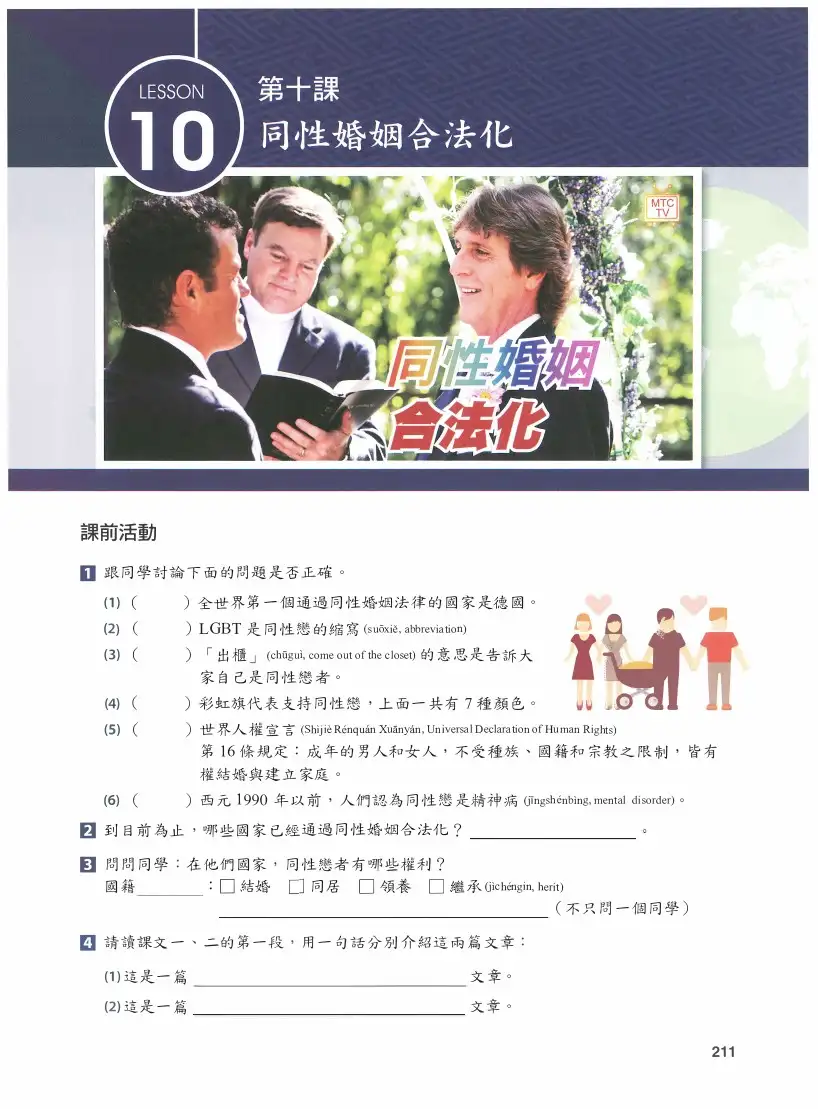 LESSON
10
第十課
同性婚姻合法化
MTC
TV
同性婚姻
合法化
課前活動
1 跟同學討論下面的問題是否正確。
(1) (　　) 全世界第一個通過同性婚姻法律的國家是德國。
(2) (　　) LGBT 是同性戀的縮寫 (suōxiě, abbreviation)
(3) (　　) 「出櫃」 (chūguì, come out of the closet) 的意思是告訴大
家自己是同性戀者。
(4) (　　) 彩虹旗代表支持同性戀，上面一共有 7 種顏色。
(5) (　　) 世界人權宣言 (Shìjiè Rénquán Xuānyán, Universal Declaration of Human Rights)
第 16 條規定：成年的男人和女人，不受種族、國籍和宗教之限制，皆有
權結婚與建立家庭。
(6) (　　) 西元 1990 年以前，人們認為同性戀是精神病 (jīngshénbìng, mental disorder)。
2 到目前為止，哪些國家已經通過同性婚姻合法化？ ________________。
3 問問同學：在他們國家，同性戀者有哪些權利？
國籍________：□ 結婚 □ 同居 □ 領養 □ 繼承 (jìchéngin, herit)
________________________________（不只問一個同學）
4 請讀課文一、二的第一段，用一句話分別介紹這兩篇文章：
(1) 這是一篇 ________________________ 文章。
(2) 這是一篇 ________________________ 文章。
211